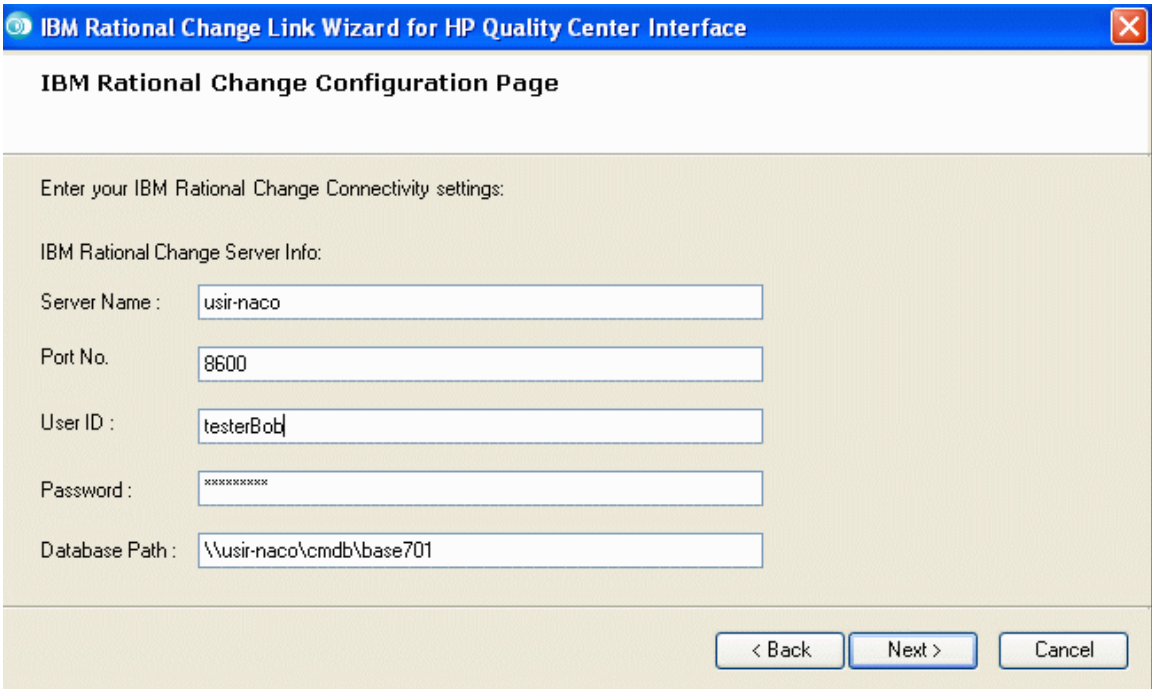 IBM Rational Change Link Wizard for HP Quality Center Interface
IBM Rational Change Configuration Page
Enter your IBM Rational Change Connectivity settings:
IBM Rational Change Server Info:
Server Name : usir-naco
Port No. 8600
User ID : testerBob
Password : *********
Database Path : \\usir-naco\cmdb\base701
< Back Next > Cancel